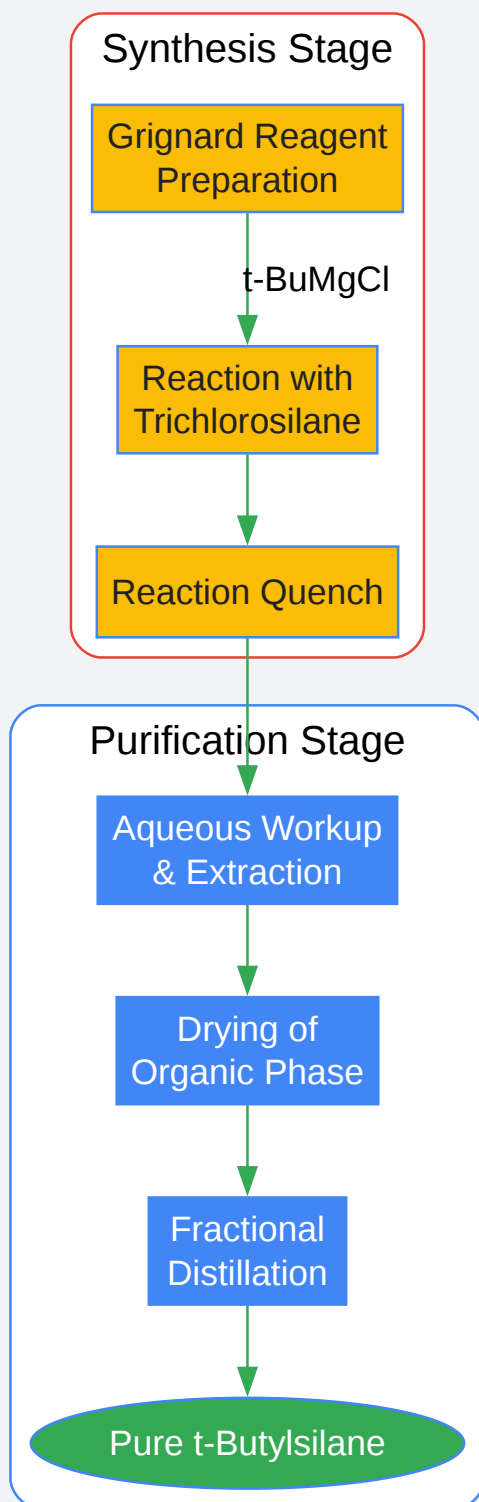 Synthesis Stage
Grignard Reagent
Preparation
t-BuMgCl
Reaction with
Trichlorosilane
Reaction Quench
Purification Stage
Aqueous Workup
& Extraction
Drying of
Organic Phase
Fractional
Distillation
Pure t-Butylsilane